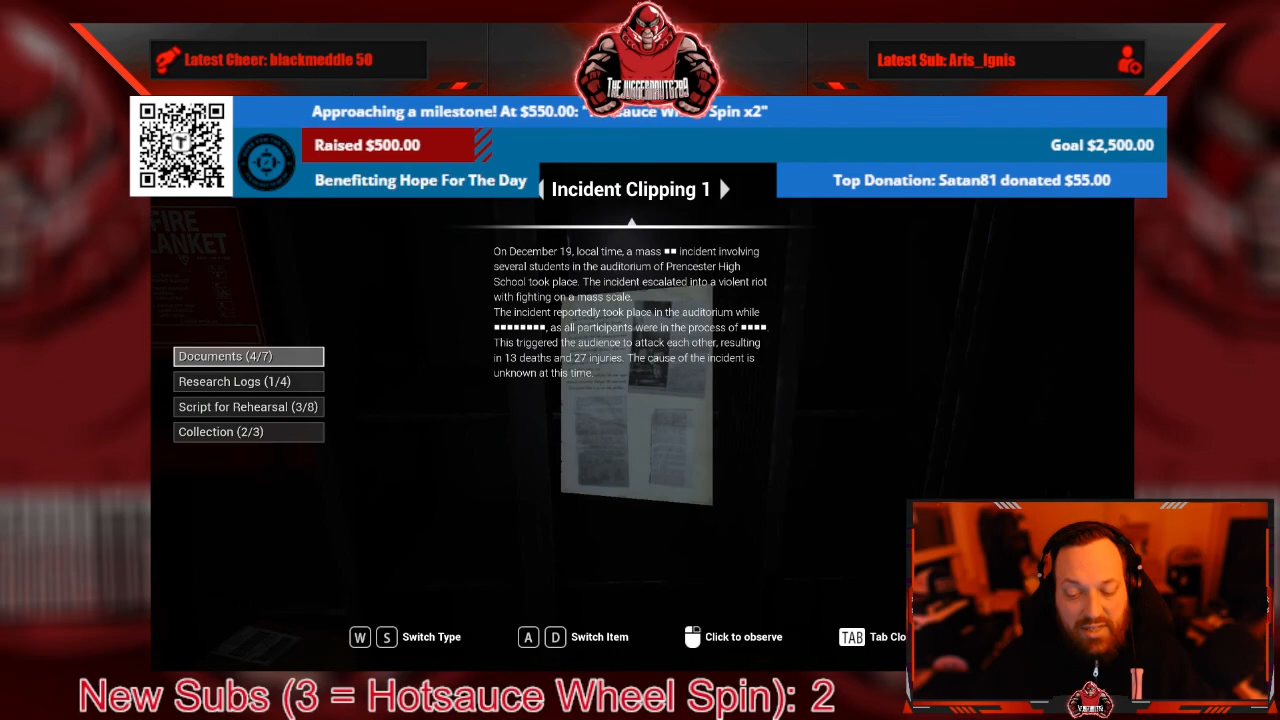 Latest Cheer: blackmeddle 50
Latest Sub: Aris_Ignis
THEJUGGERNAUT6789
Approaching a milestone! At $550.00: "Hotsauce Wheel Spin x2"
Raised $500.00
Goal $2,500.00
Benefitting Hope For The Day
Top Donation: Satan81 donated $55.00
Incident Clipping 1
FIRE
BLANKET
On December 19, local time, a mass ■■ incident involving
several students in the auditorium of Prencester High
School took place. The incident escalated into a violent riot
with fighting on a mass scale.
The incident reportedly took place in the auditorium while
■■■■■■■■, as all participants were in the process of ■■■■.
This triggered the audience to attack each other, resulting
in 13 deaths and 27 injuries. The cause of the incident is
unknown at this time.
Documents (4/7)
Research Logs (1/4)
Script for Rehearsal (3/8)
Collection (2/3)
W S Switch Type
A D Switch Item
Click to observe
TAB Tab Clo
New Subs (3 = Hotsauce Wheel Spin): 2